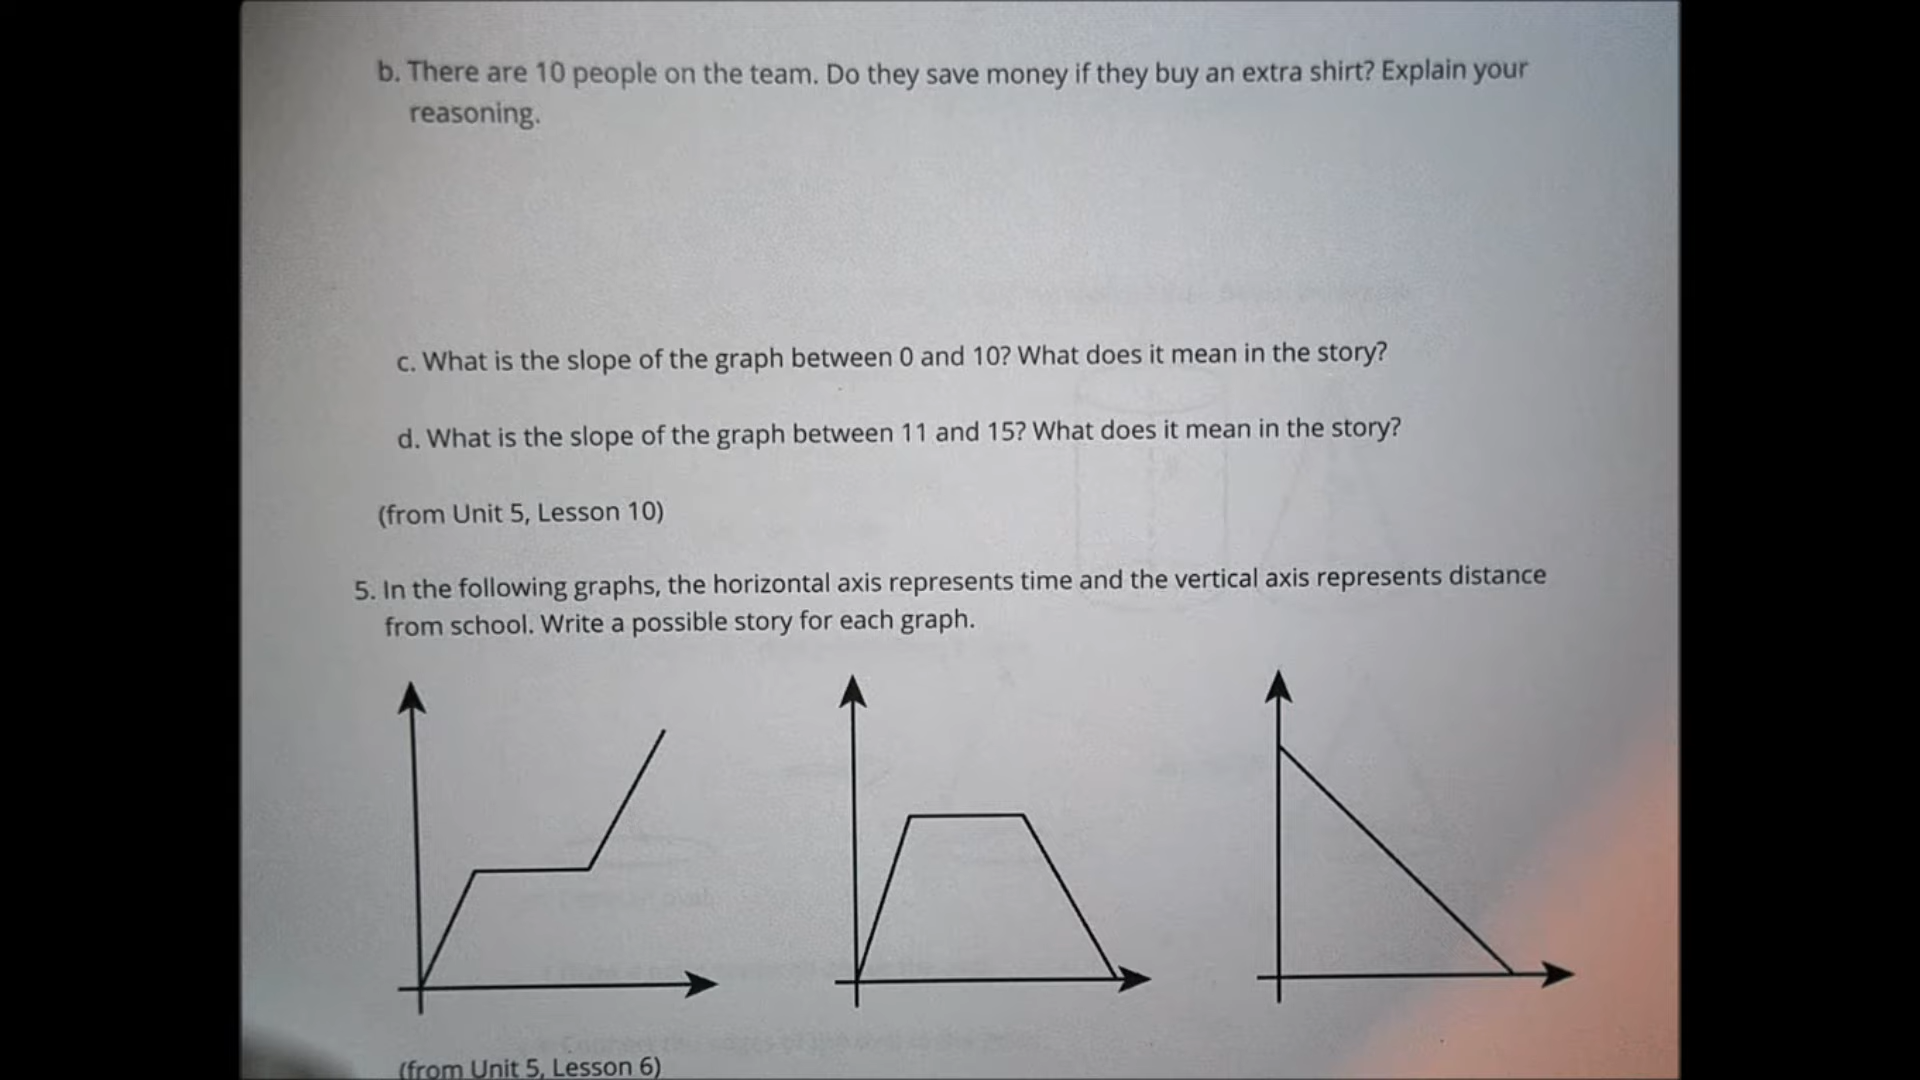 b. There are 10 people on the team. Do they save money if they buy an extra shirt? Explain your
reasoning.
c. What is the slope of the graph between 0 and 10? What does it mean in the story?
d. What is the slope of the graph between 11 and 15? What does it mean in the story?
(from Unit 5, Lesson 10)
5. In the following graphs, the horizontal axis represents time and the vertical axis represents distance
from school. Write a possible story for each graph.
(from Unit 5, Lesson 6)